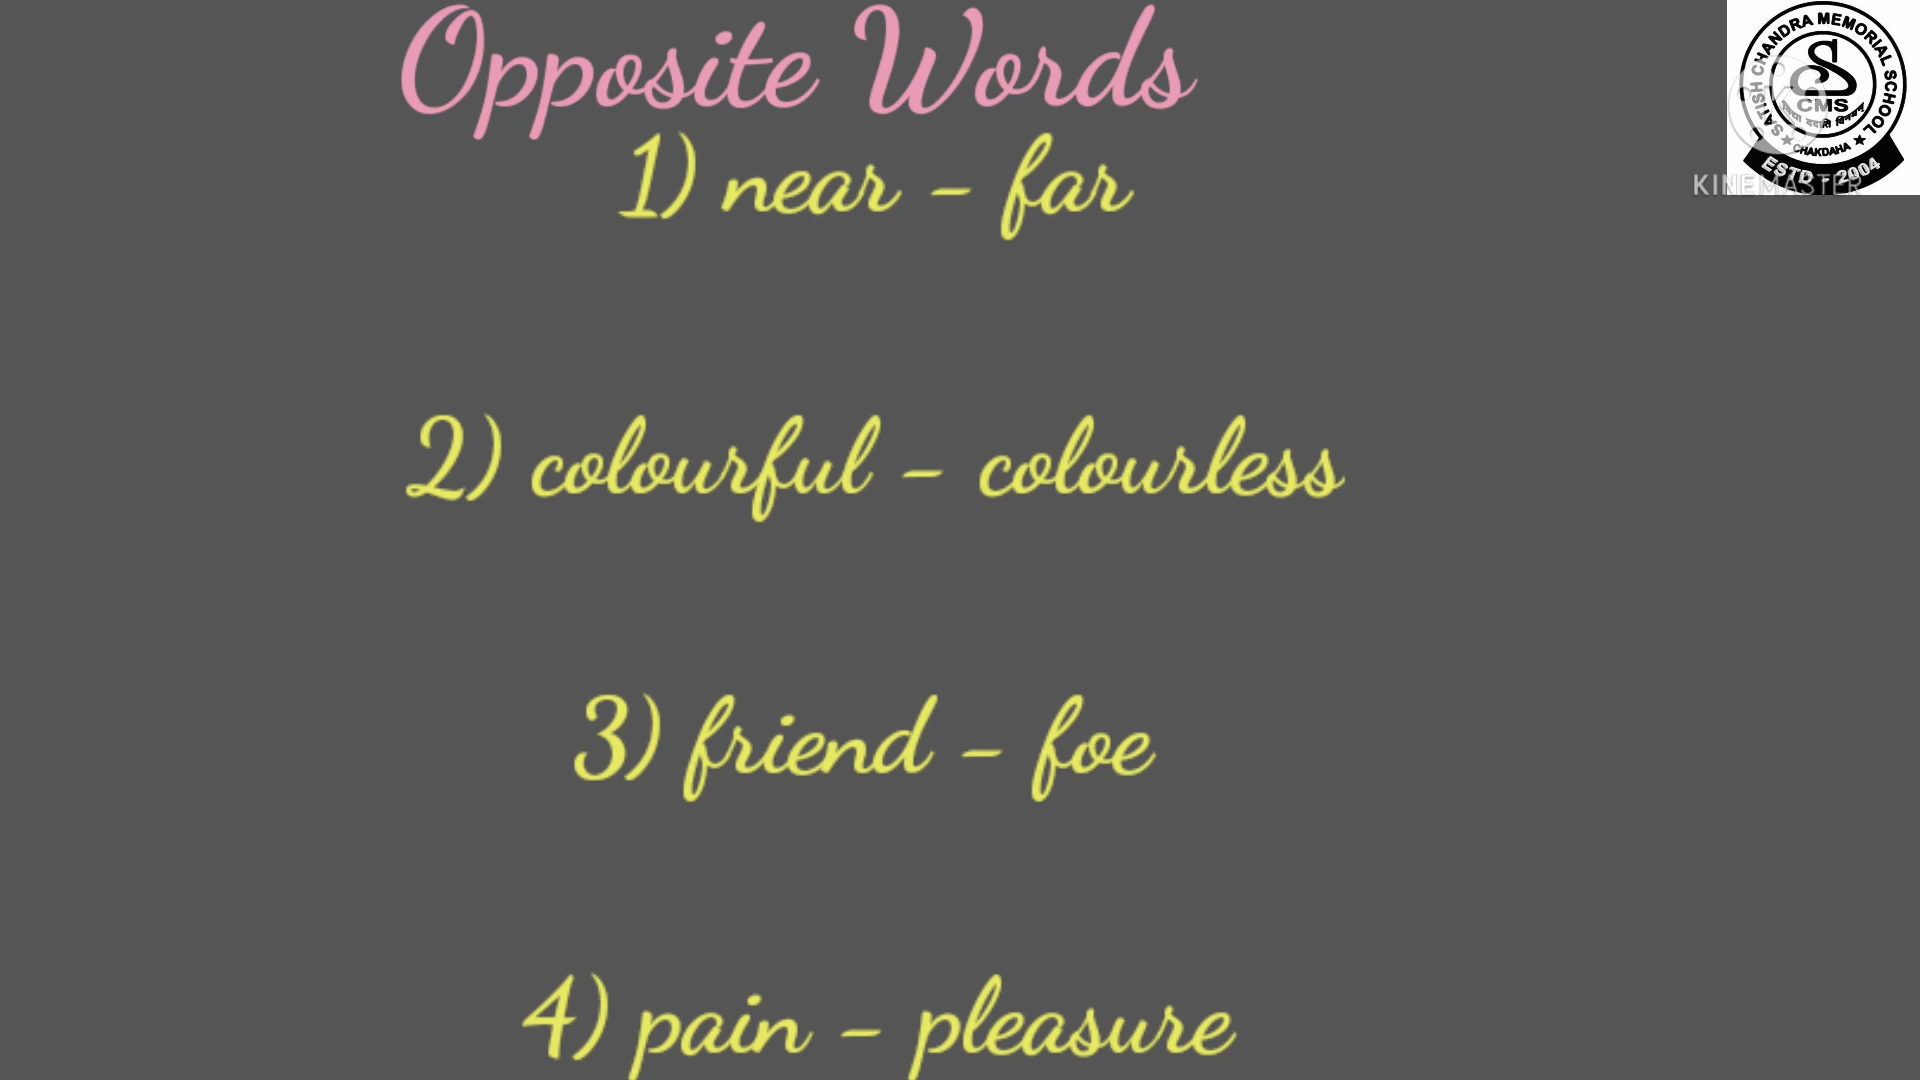 Opposite Words
1) near - far
2) colourful - colourless
3) friend - foe
4) pain - pleasure
SATISH CHANDRA MEMORIAL SCHOOL
S
CMS
CHAKDAHA
ESTD - 2004
KINEMASTER